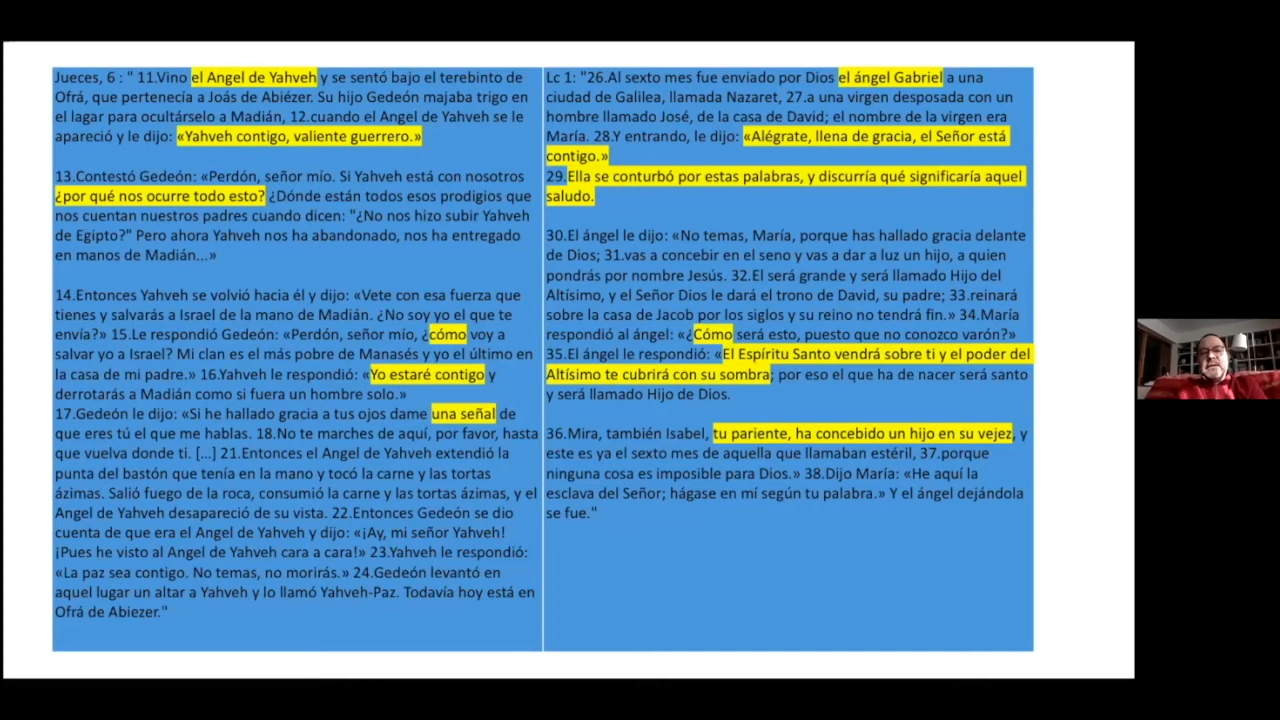 Jueces, 6 : " 11.Vino el Angel de Yahveh y se sentó bajo el terebinto de
Ofrá, que pertenecía a Joás de Abiézer. Su hijo Gedeón majaba trigo en
el lagar para ocultárselo a Madián, 12.cuando el Angel de Yahveh se le
apareció y le dijo: «Yahveh contigo, valiente guerrero.»
13.Contestó Gedeón: «Perdón, señor mío. Si Yahveh está con nosotros
¿por qué nos ocurre todo esto? ¿Dónde están todos esos prodigios que
nos cuentan nuestros padres cuando dicen: "¿No nos hizo subir Yahveh
de Egipto?" Pero ahora Yahveh nos ha abandonado, nos ha entregado
en manos de Madián...»
14.Entonces Yahveh se volvió hacia él y dijo: «Vete con esa fuerza que
tienes y salvarás a Israel de la mano de Madián. ¿No soy yo el que te
envía?» 15.Le respondió Gedeón: «Perdón, señor mío, ¿cómo voy a
salvar yo a Israel? Mi clan es el más pobre de Manasés y yo el último en
la casa de mi padre.» 16.Yahveh le respondió: «Yo estaré contigo y
derrotarás a Madián como si fuera un hombre solo.»
17.Gedeón le dijo: «Si he hallado gracia a tus ojos dame una señal de
que eres tú el que me hablas. 18.No te marches de aquí, por favor, hasta
que vuelva donde ti. [...] 21.Entonces el Angel de Yahveh extendió la
punta del bastón que tenía en la mano y tocó la carne y las tortas
ázimas. Salió fuego de la roca, consumió la carne y las tortas ázimas, y el
Angel de Yahveh desapareció de su vista. 22.Entonces Gedeón se dio
cuenta de que era el Angel de Yahveh y dijo: «¡Ay, mi señor Yahveh!
¡Pues he visto al Angel de Yahveh cara a cara!» 23.Yahveh le respondió:
«La paz sea contigo. No temas, no morirás.» 24.Gedeón levantó en
aquel lugar un altar a Yahveh y lo llamó Yahveh-Paz. Todavía hoy está en
Ofrá de Abiezer."
Lc 1: "26.Al sexto mes fue enviado por Dios el ángel Gabriel a una
ciudad de Galilea, llamada Nazaret, 27.a una virgen desposada con un
hombre llamado José, de la casa de David; el nombre de la virgen era
María. 28.Y entrando, le dijo: «Alégrate, llena de gracia, el Señor está
contigo.»
29.Ella se conturbó por estas palabras, y discurría qué significaría aquel
saludo.
30.El ángel le dijo: «No temas, María, porque has hallado gracia delante
de Dios; 31.vas a concebir en el seno y vas a dar a luz un hijo, a quien
pondrás por nombre Jesús. 32.El será grande y será llamado Hijo del
Altísimo, y el Señor Dios le dará el trono de David, su padre; 33.reinará
sobre la casa de Jacob por los siglos y su reino no tendrá fin.» 34.María
respondió al ángel: «¿Cómo será esto, puesto que no conozco varón?»
35.El ángel le respondió: «El Espíritu Santo vendrá sobre ti y el poder del
Altísimo te cubrirá con su sombra; por eso el que ha de nacer será santo
y será llamado Hijo de Dios.
36.Mira, también Isabel, tu pariente, ha concebido un hijo en su vejez, y
este es ya el sexto mes de aquella que llamaban estéril, 37.porque
ninguna cosa es imposible para Dios.» 38.Dijo María: «He aquí la
esclava del Señor; hágase en mí según tu palabra.» Y el ángel dejándola
se fue."